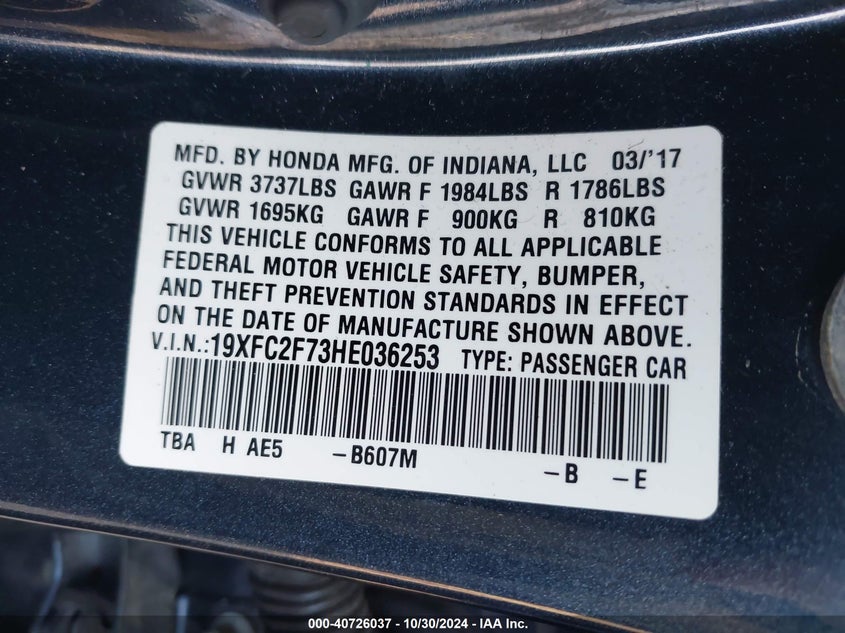 MFD. BY HONDA MFG. OF INDIANA, LLC 03/'17
GVWR 3737LBS GAWR F 1984LBS R 1786LBS
GVWR 1695KG GAWR F 900KG R 810KG
THIS VEHICLE CONFORMS TO ALL APPLICABLE
FEDERAL MOTOR VEHICLE SAFETY, BUMPER,
AND THEFT PREVENTION STANDARDS IN EFFECT
ON THE DATE OF MANUFACTURE SHOWN ABOVE.
V.I.N.:19XFC2F73HE036253 TYPE: PASSENGER CAR
TBA H AE5 –B607M –B –E
000-40726037 - 10/30/2024 - IAA Inc.